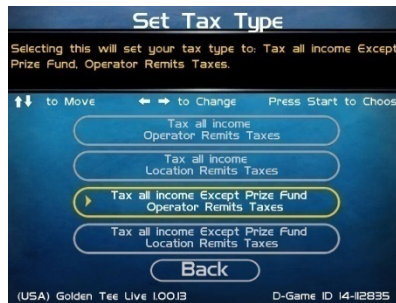 Set Tax Type
Selecting this will set your tax type to: Tax all income Except
Prize Fund, Operator Remits Taxes.
to Move to Change Press Start to Choos
Tax all income
Operator Remits Taxes
Tax all income
Location Remits Taxes
Tax all income Except Prize Fund
Operator Remits Taxes
Tax all income Except Prize Fund
Location Remits Taxes
Back
(USA) Golden Tee Live 1.00.13 D-Game ID 14-112835